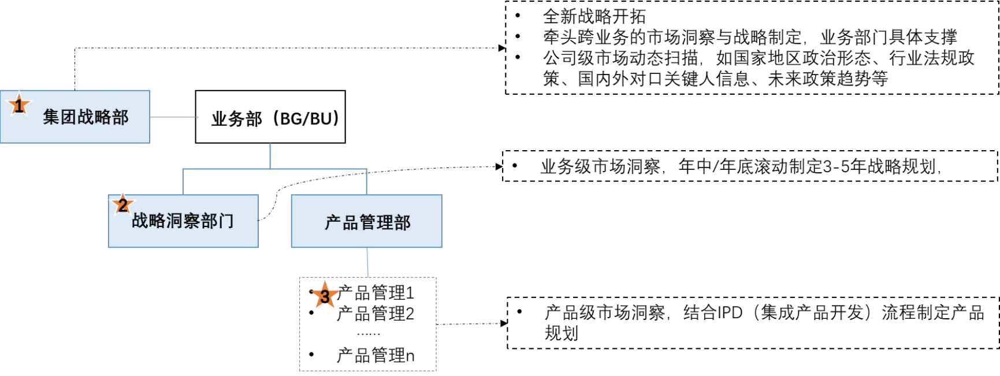 • 全新战略开拓
• 牵头跨业务的市场洞察与战略制定，业务部门具体支撑
• 公司级市场动态扫描，如国家地区政治形态、行业法规政
策、国内外对口关键人信息、未来政策趋势等
1
集团战略部
业务部（BG/BU）
• 业务级市场洞察，年中/年底滚动制定3-5年战略规划，
2
战略洞察部门
产品管理部
3
• 产品管理1
• 产品管理2
……
• 产品管理n
• 产品级市场洞察，结合IPD（集成产品开发）流程制定产品
规划